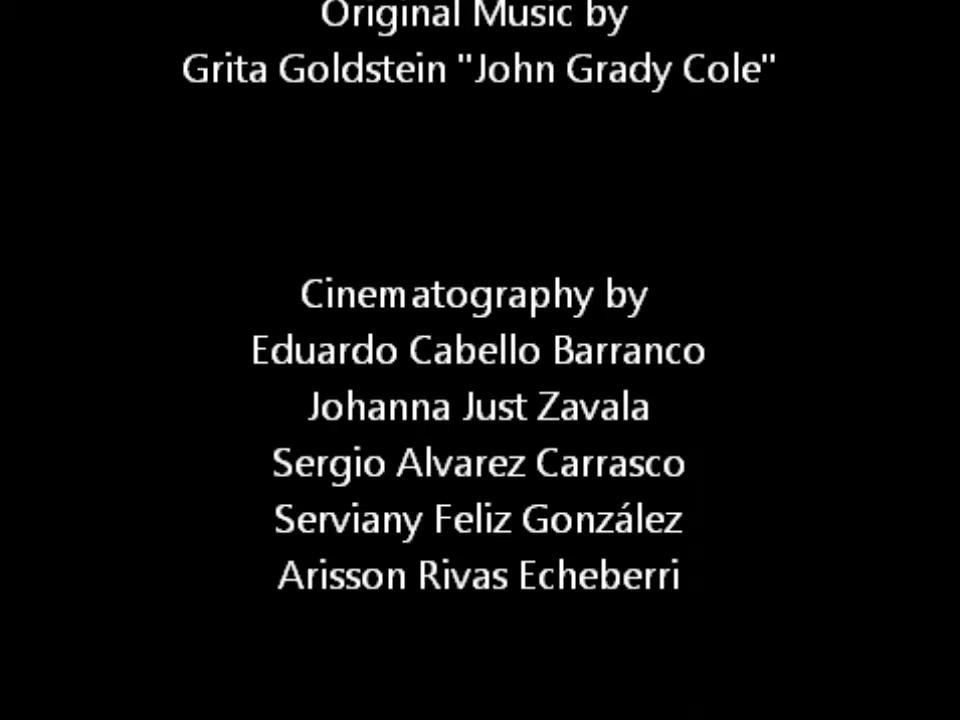 Original Music by
Grita Goldstein "John Grady Cole"
Cinematography by
Eduardo Cabello Barranco
Johanna Just Zavala
Sergio Alvarez Carrasco
Serviany Feliz González
Arisson Rivas Echeberri